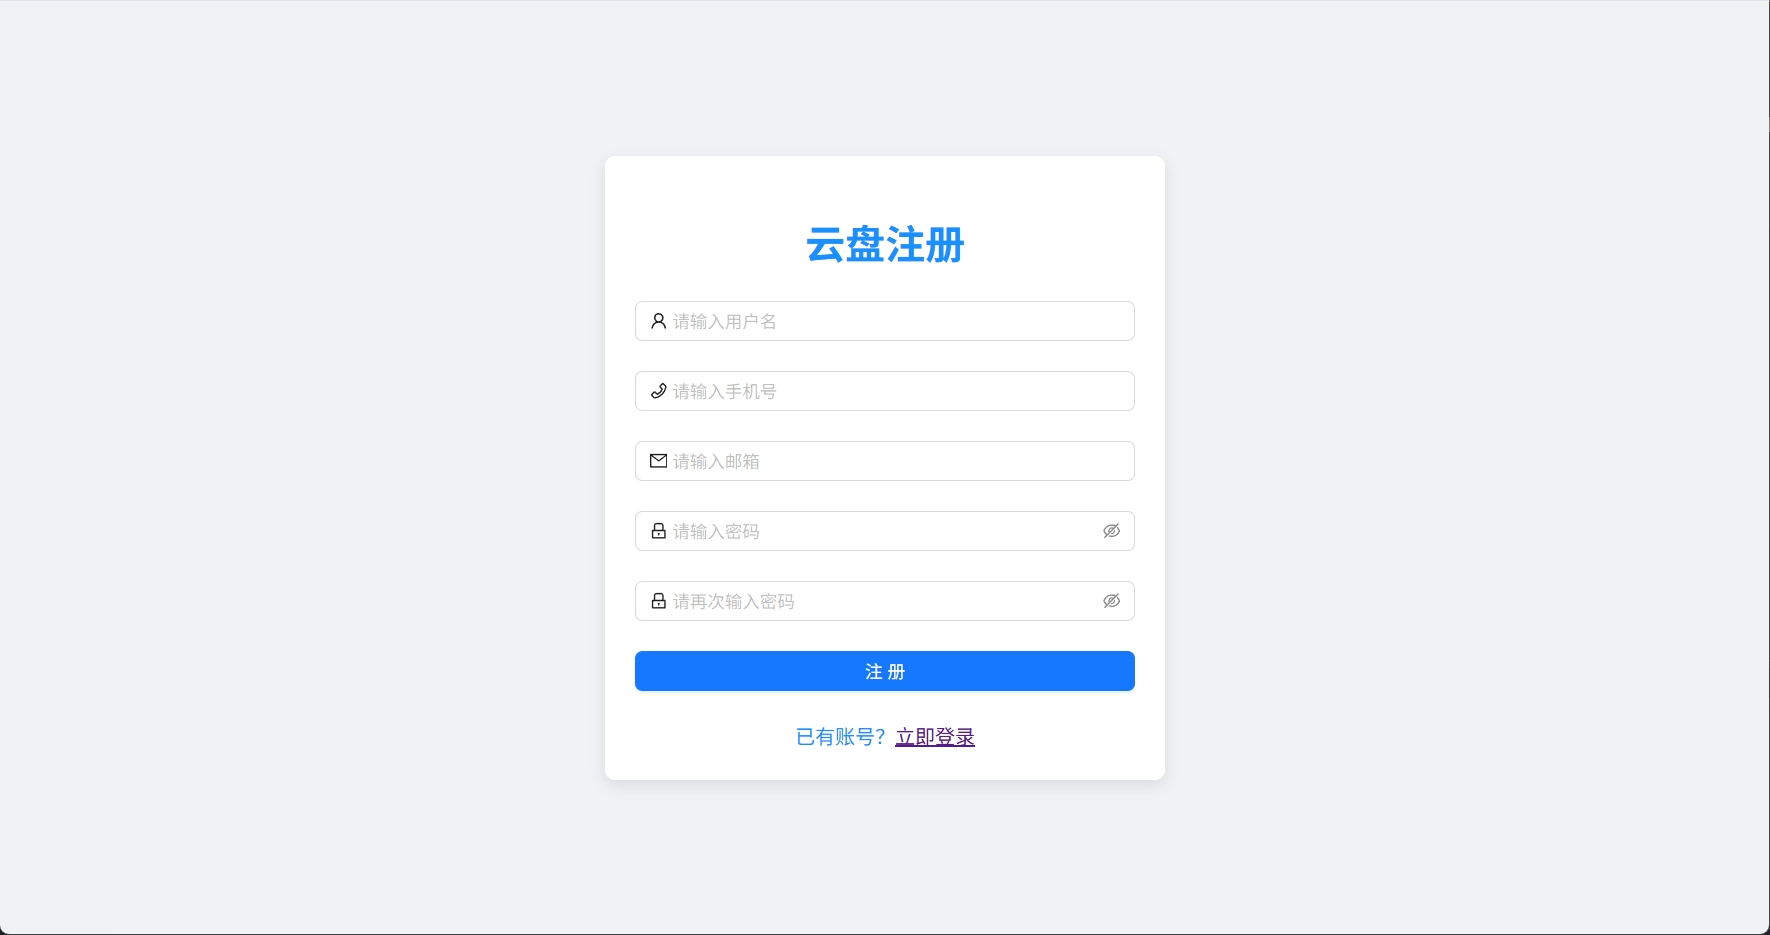 云盘注册
请输入用户名
请输入手机号
请输入邮箱
请输入密码
请再次输入密码
注 册
已有账号？立即登录